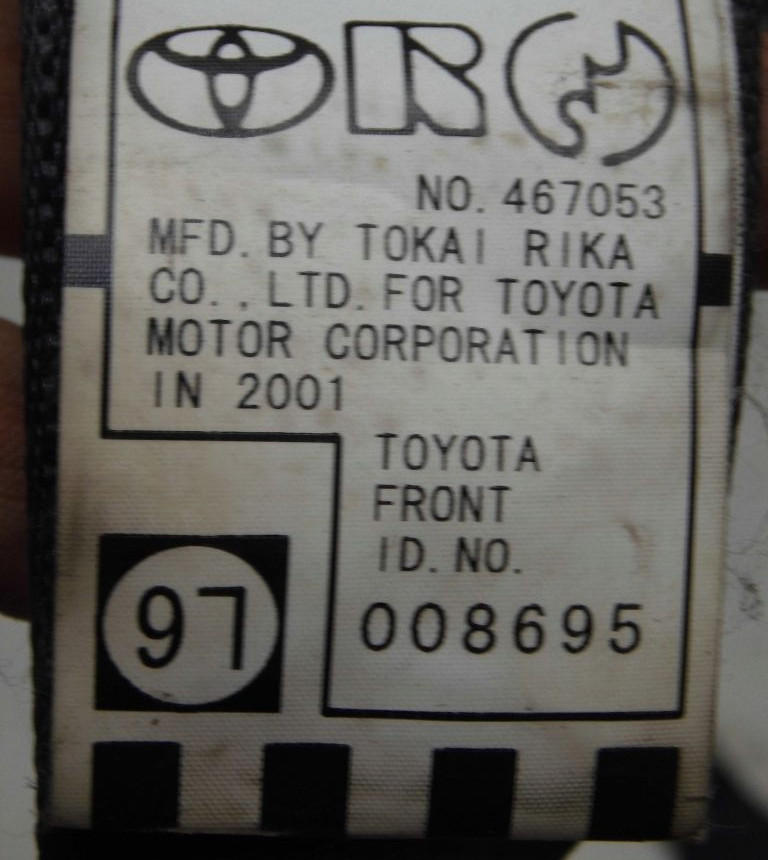 R
NO. 467053
MFD. BY TOKAI RIKA
CO., LTD. FOR TOYOTA
MOTOR CORPORATION
IN 2001
TOYOTA
FRONT
ID. NO.
008695
97